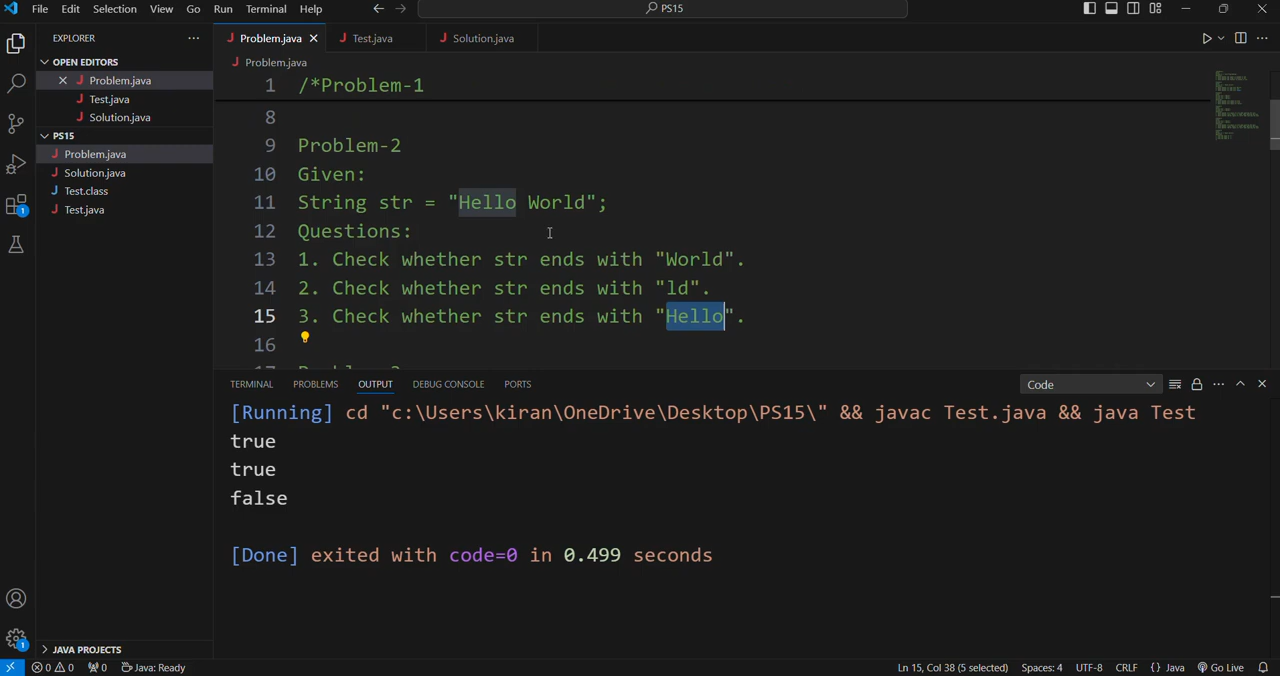 File Edit Selection View Go Run Terminal Help PS15
EXPLORER
OPEN EDITORS
Problem.java
Test.java
Solution.java
PS15
Problem.java
Solution.java
Test.class
Test.java
JAVA PROJECTS
Problem.java Test.java Solution.java
Problem.java
1 /*Problem-1
8
9 Problem-2
10 Given:
11 String str = "Hello World";
12 Questions:
13 1. Check whether str ends with "World".
14 2. Check whether str ends with "ld".
15 3. Check whether str ends with "Hello".
16
TERMINAL PROBLEMS OUTPUT DEBUG CONSOLE PORTS Code
[Running] cd "c:\Users\kiran\OneDrive\Desktop\PS15\" && javac Test.java && java Test
true
true
false
[Done] exited with code=0 in 0.499 seconds
1
1
0 0 0 Java: Ready Ln 15, Col 38 (5 selected) Spaces: 4 UTF-8 CRLF {} Java Go Live